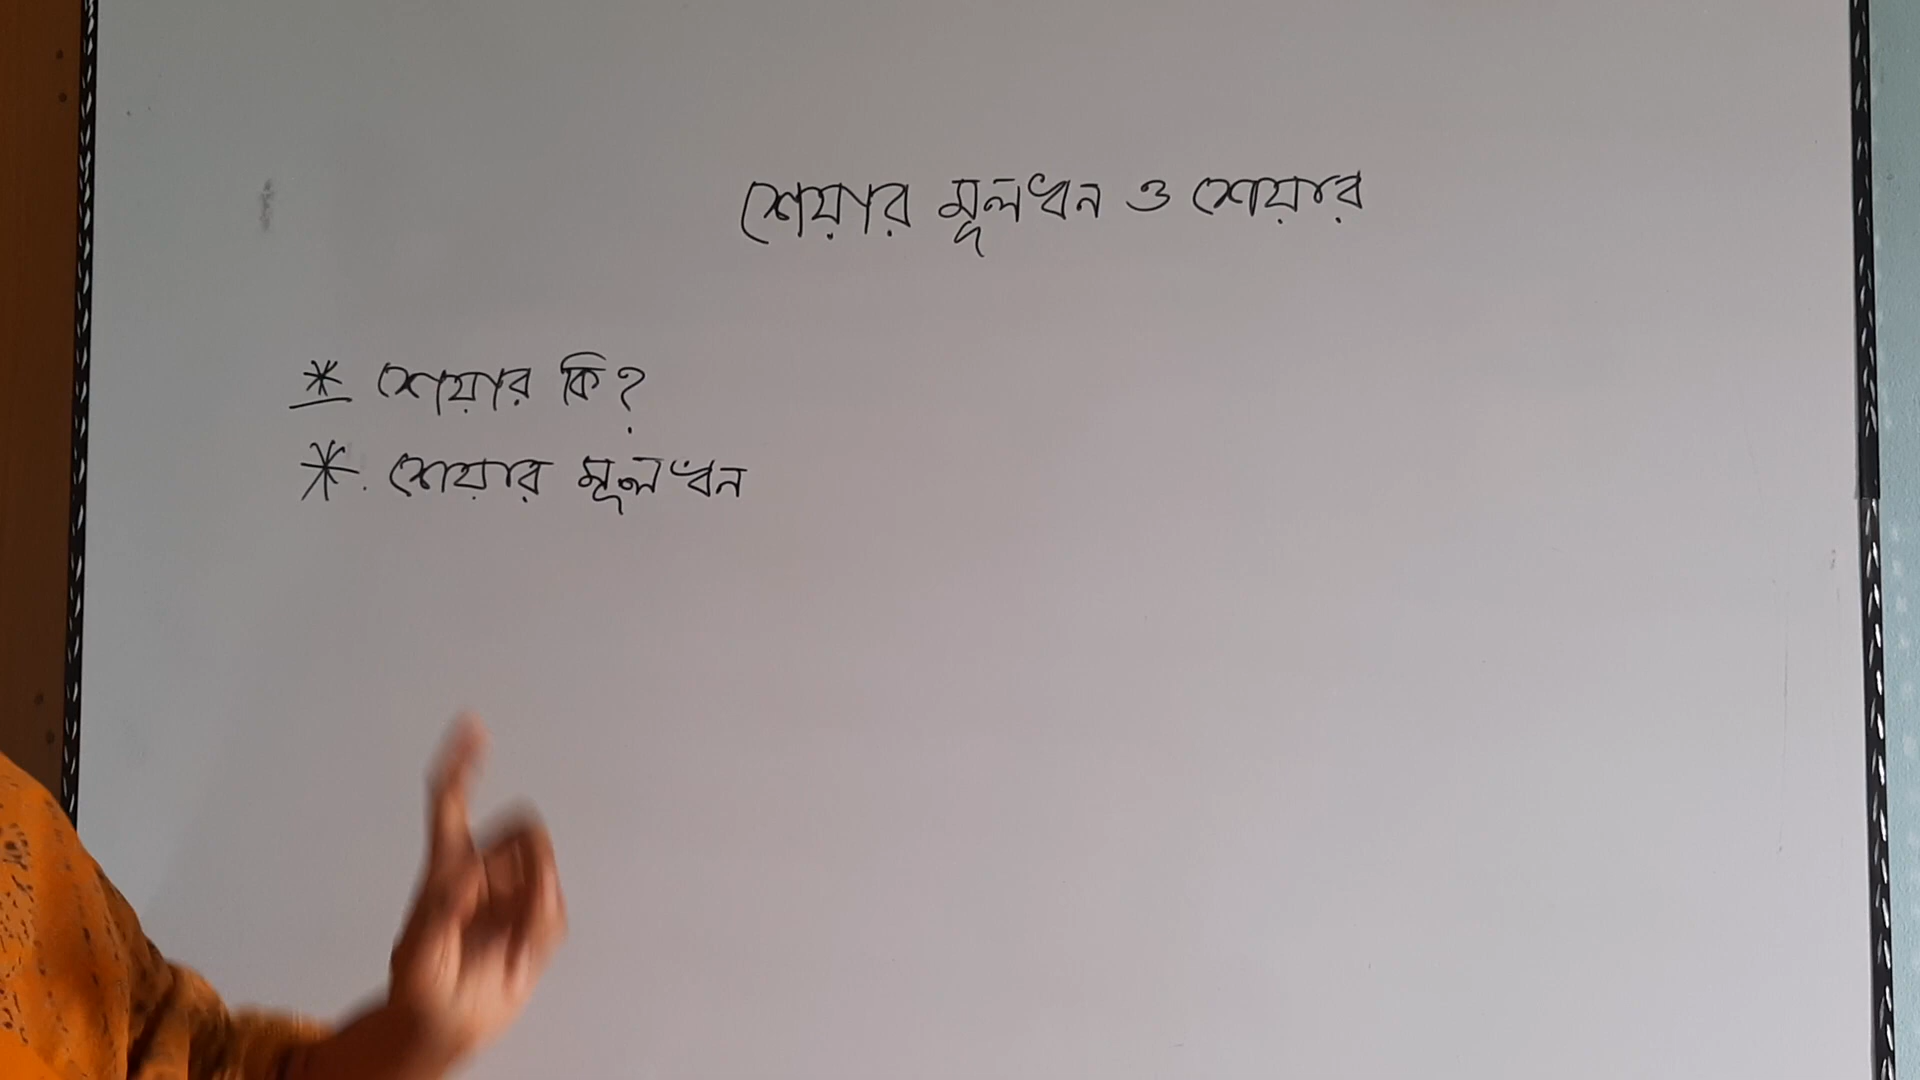 শেয়ার মূলধন ও শেয়ার
* শেয়ার কি?
* শেয়ার মূলধন